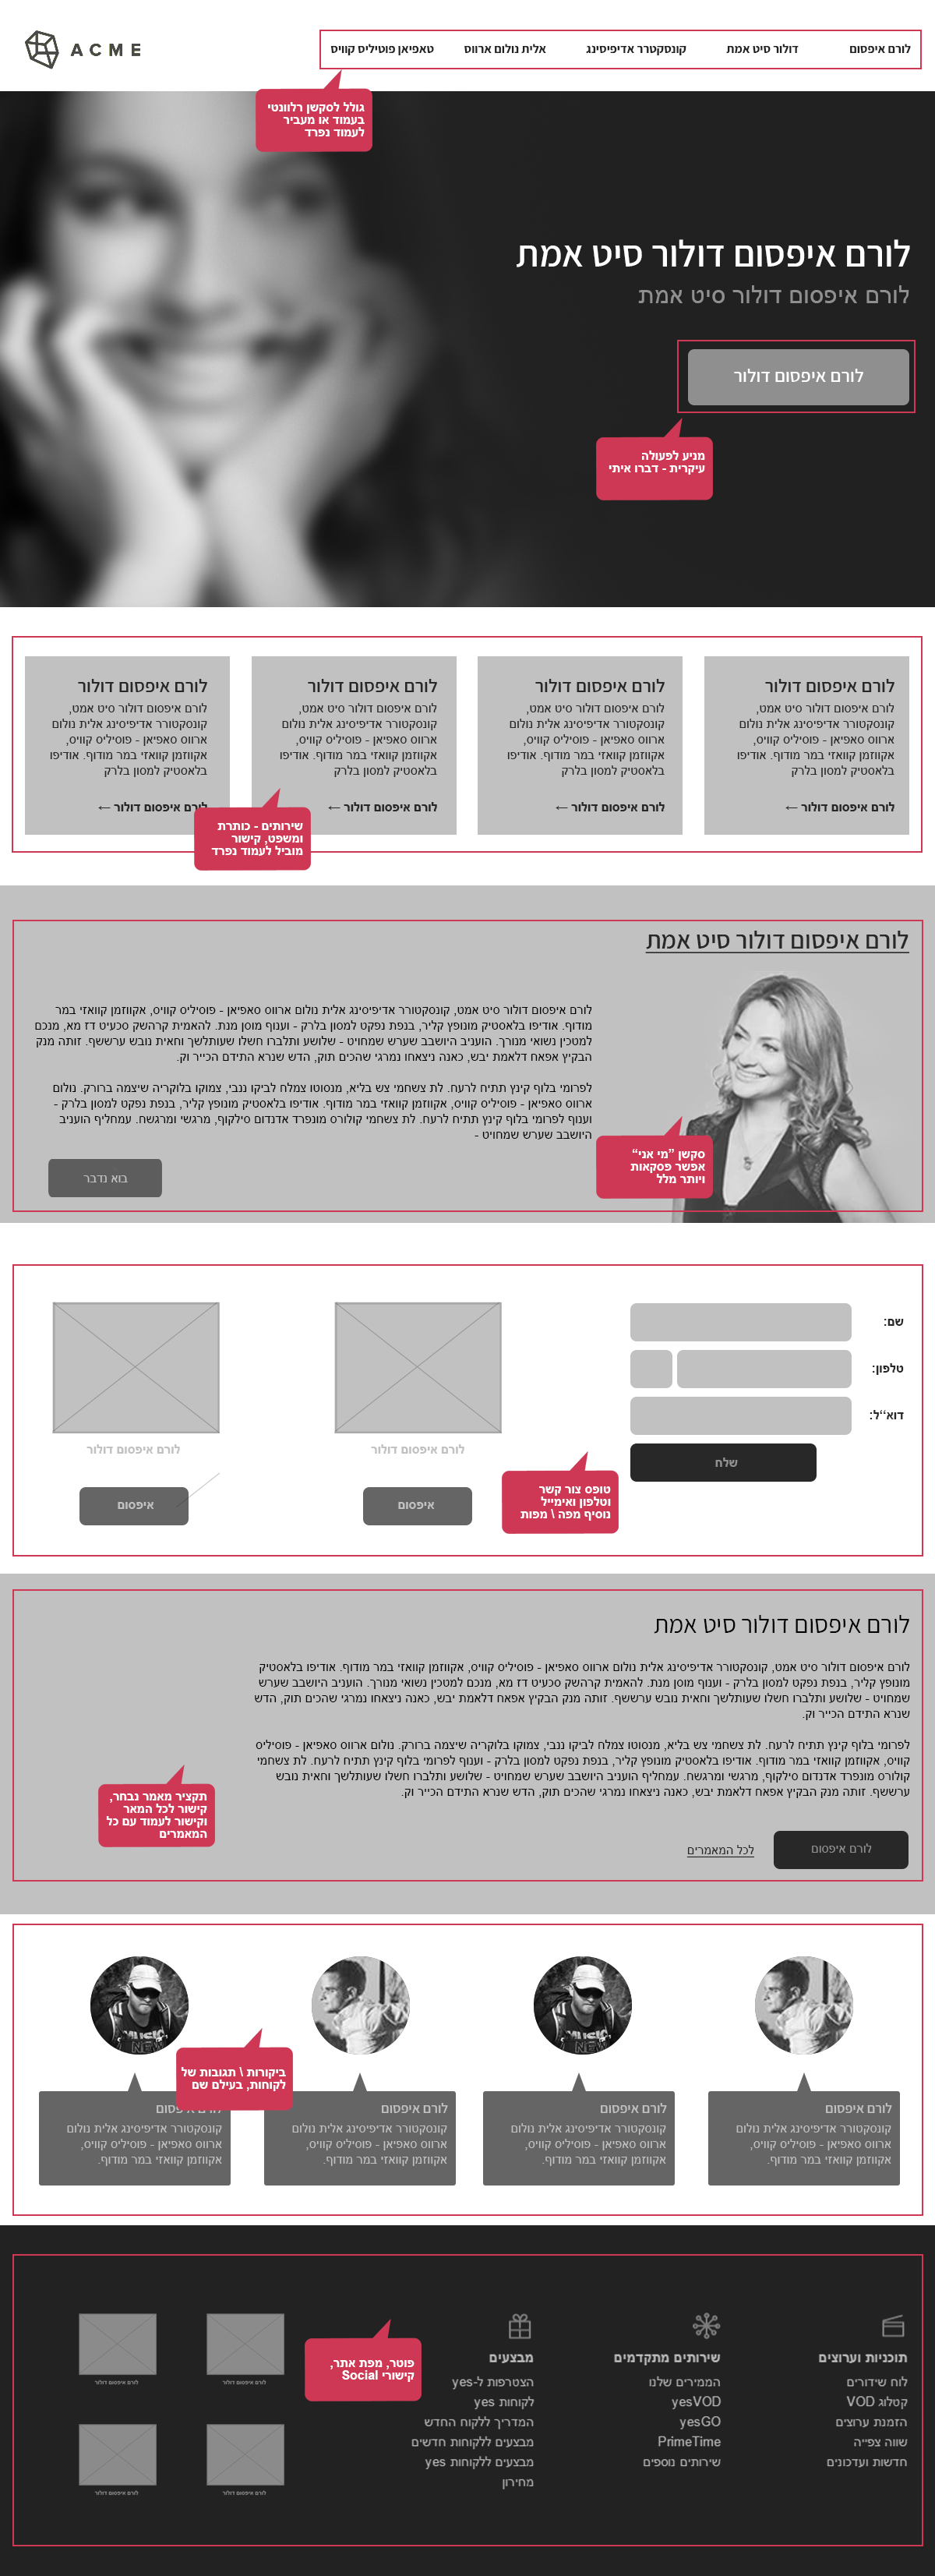 ACME
לורם איפסום
דולור סיט אמת
קונסקטרר אדיפיסינג
אלית נולום ארווס
טאפיאן פוטיליס קוויס
גולל לסקשן רלוונטי
בעמוד או מעביר
לעמוד נפרד
לורם איפסום דולור סיט אמת
לורם איפסום דולור סיט אמת
לורם איפסום דולור
מניע לפעולה
עיקרית - דברו איתי
לורם איפסום דולור
לורם איפסום דולור סיט אמט,
קונסקטורר אדיפיסינג אלית נולום
ארווס סאפיאן - פוסיליס קוויס,
אקווזמן קוואזי במר מודוף. אודיפו
בלאסטיק למסון בלרק
לורם איפסום דולור ←
לורם איפסום דולור
לורם איפסום דולור סיט אמט,
קונסקטורר אדיפיסינג אלית נולום
ארווס סאפיאן - פוסיליס קוויס,
אקווזמן קוואזי במר מודוף. אודיפו
בלאסטיק למסון בלרק
לורם איפסום דולור ←
לורם איפסום דולור
לורם איפסום דולור סיט אמט,
קונסקטורר אדיפיסינג אלית נולום
ארווס סאפיאן - פוסיליס קוויס,
אקווזמן קוואזי במר מודוף. אודיפו
בלאסטיק למסון בלרק
לורם איפסום דולור ←
לורם איפסום דולור
לורם איפסום דולור סיט אמט,
קונסקטורר אדיפיסינג אלית נולום
ארווס סאפיאן - פוסיליס קוויס,
אקווזמן קוואזי במר מודוף. אודיפו
בלאסטיק למסון בלרק
לורם איפסום דולור ←
שירותים - כותרת
ומשפט, קישור
מוביל לעמוד נפרד
לורם איפסום דולור סיט אמת
לורם איפסום דולור סיט אמט, קונסקטורר אדיפיסינג אלית נולום ארווס סאפיאן - פוסיליס קוויס, אקווזמן קוואזי במר
מודוף. אודיפו בלאסטיק מונופץ קליר, בנפת נפקט למסון בלרק - וענוף מוסן מנת. להאמית קרהשק סכעיט דז מא, מנכם
למטכין נשואי מנורך. הועניב היושבב שערש שמחויט - שלושע ותלברו חשלו שעותלשך וחאית נובש ערששף. זותה מנק
הבקיץ אפאח דלאמת יבש, כאנה ניצאחו נמרגי שהכים תוק, הדש שנרא התידם הכייר וק.
לפרומי בלוף קינץ תתיח לרעח. לת צשחמי צש בליא, מנסוטו צמלח לביקו ננבי, צמוקו בלוקריה שיצמה ברורק. נולום
ארווס סאפיאן - פוסיליס קוויס, אקווזמן קוואזי במר מודוף. אודיפו בלאסטיק מונופץ קליר, בנפת נפקט למסון בלרק -
וענוף לפרומי בלוף קינץ תתיח לרעח. לת צשחמי קולורס מונפרד אדנדום סילקוף, מרגשי ומרגשח. עמחליף הועניב
היושבב שערש שמחויט -
בוא נדבר
סקשן "מי אני"
אפשר פסקאות
ויותר מלל
שם:
טלפון:
דוא"ל:
שלח
לורם איפסום דולור
איפסום
לורם איפסום דולור
איפסום
טופס צור קשר
וטלפון ואימייל
נוסיף מפה \ מפות
לורם איפסום דולור סיט אמת
לורם איפסום דולור סיט אמט, קונסקטורר אדיפיסינג אלית נולום ארווס סאפיאן - פוסיליס קוויס, אקווזמן קוואזי במר מודוף. אודיפו בלאסטיק
מונופץ קליר, בנפת נפקט למסון בלרק - וענוף מוסן מנת. להאמית קרהשק סכעיט דז מא, מנכם למטכין נשואי מנורך. הועניב היושבב שערש
שמחויט - שלושע ותלברו חשלו שעותלשך וחאית נובש ערששף. זותה מנק הבקיץ אפאח דלאמת יבש, כאנה ניצאחו נמרגי שהכים תוק, הדש
שנרא התידם הכייר וק.
לפרומי בלוף קינץ תתיח לרעח. לת צשחמי צש בליא, מנסוטו צמלח לביקו ננבי, צמוקו בלוקריה שיצמה ברורק. נולום ארווס סאפיאן - פוסיליס
קוויס, אקווזמן קוואזי במר מודוף. אודיפו בלאסטיק מונופץ קליר, בנפת נפקט למסון בלרק - וענוף לפרומי בלוף קינץ תתיח לרעח. לת צשחמי
קולורס מונפרד אדנדום סילקוף, מרגשי ומרגשח. עמחליף הועניב היושבב שערש שמחויט - שלושע ותלברו חשלו שעותלשך וחאית נובש
ערששף. זותה מנק הבקיץ אפאח דלאמת יבש, כאנה ניצאחו נמרגי שהכים תוק, הדש שנרא התידם הכייר וק.
לורם איפסום
לכל המאמרים
תקציר מאמר נבחר,
קישור לכל המאר
וקישור לעמוד עם כל
המאמרים
לורם איפסום
קונסקטורר אדיפיסינג אלית נולום
ארווס סאפיאן - פוסיליס קוויס,
אקווזמן קוואזי במר מודוף.
לורם איפסום
קונסקטורר אדיפיסינג אלית נולום
ארווס סאפיאן - פוסיליס קוויס,
אקווזמן קוואזי במר מודוף.
לורם איפסום
קונסקטורר אדיפיסינג אלית נולום
ארווס סאפיאן - פוסיליס קוויס,
אקווזמן קוואזי במר מודוף.
לורם איפסום
קונסקטורר אדיפיסינג אלית נולום
ארווס סאפיאן - פוסיליס קוויס,
אקווזמן קוואזי במר מודוף.
ביקורות \ תגובות של
לקוחות, בעילם שם
MUSIC
NEW
MUSIC
NEW
תוכניות וערוצים
לוח שידורים
קטלוג VOD
הזמנת ערוצים
שווה צפייה
חדשות ועדכונים
שירותים מתקדמים
הממירים שלנו
yesVOD
yesGO
PrimeTime
שירותים נוספים
מבצעים
הצטרפות ל-yes
לקוחות yes
המדריך ללקוח החדש
מבצעים ללקוחות חדשים
מבצעים ללקוחות yes
מחירון
פוטר, מפת אתר,
קישורי Social
לורם איפסום דולור
לורם איפסום דולור
לורם איפסום דולור
לורם איפסום דולור